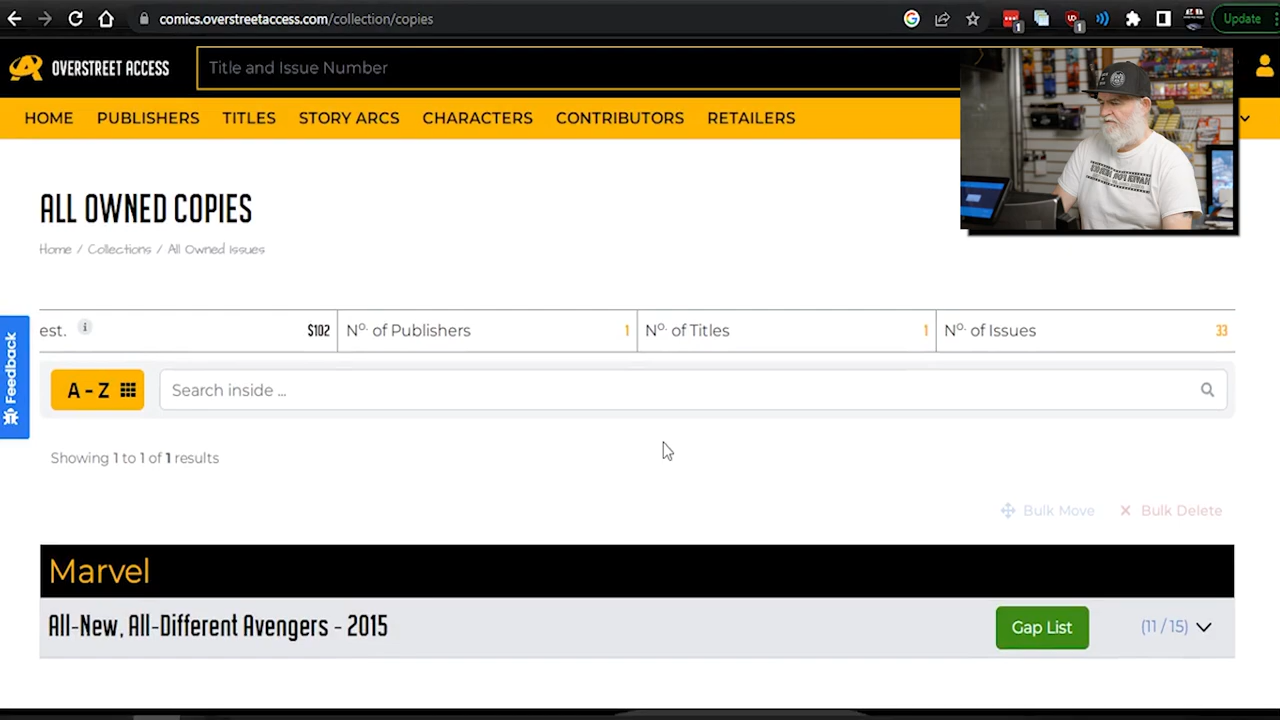 comics.overstreetaccess.com/collection/copies
Update
OVERSTREET ACCESS
Title and Issue Number
HOME PUBLISHERS TITLES STORY ARCS CHARACTERS CONTRIBUTORS RETAILERS
ALL OWNED COPIES
Home / Collections / All Owned Issues
est. $102 Nº. of Publishers 1 Nº. of Titles 1 Nº. of Issues 33
Feedback
A - Z Search inside ...
Showing 1 to 1 of 1 results
Bulk Move Bulk Delete
Marvel
All-New, All-Different Avengers - 2015 Gap List (11 / 15)